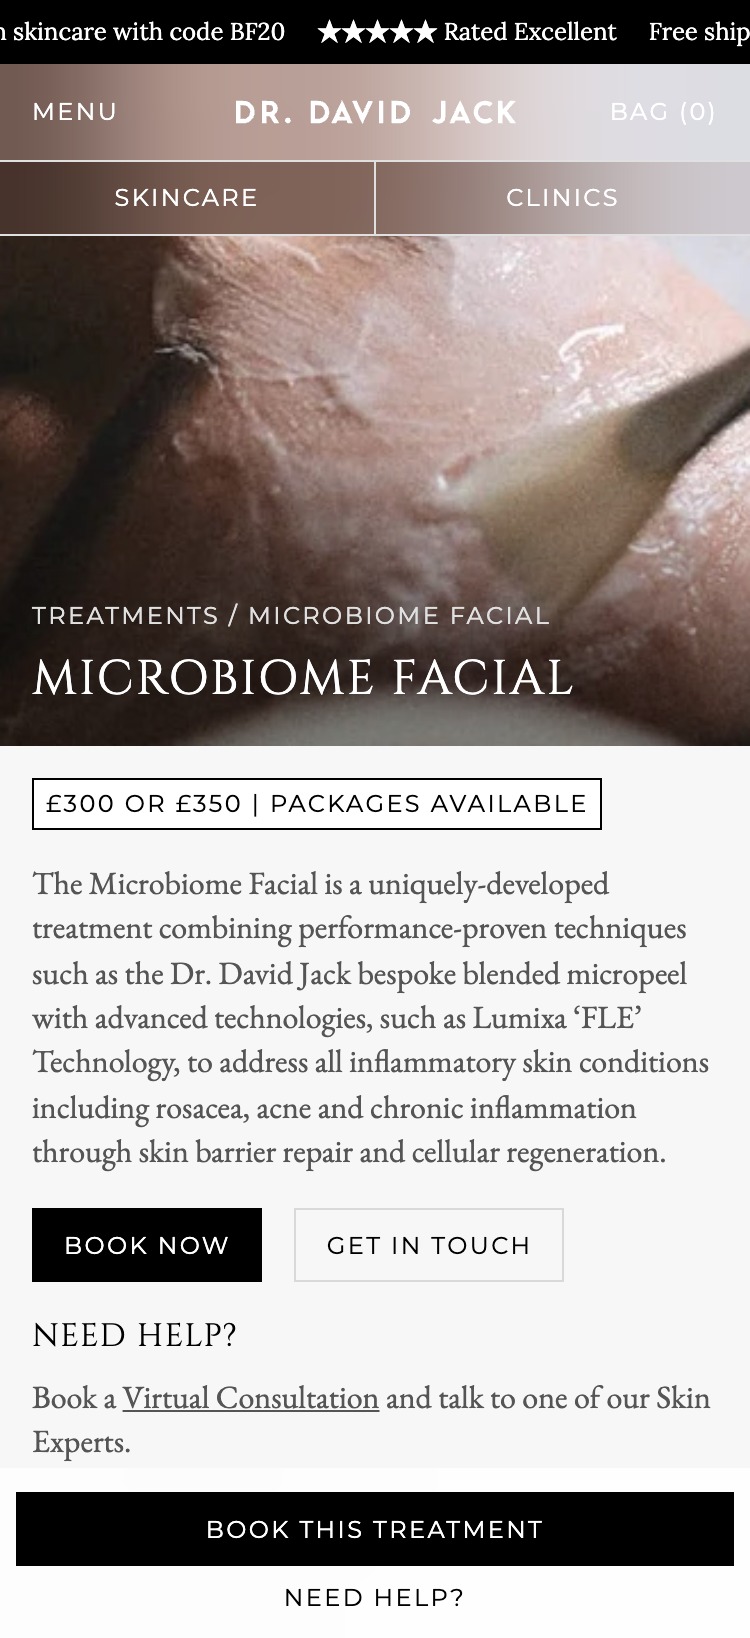 skincare with code BF20 ★★★★★ Rated Excellent Free ship
MENU DR. DAVID JACK BAG (0)
SKINCARE CLINICS
TREATMENTS / MICROBIOME FACIAL
MICROBIOME FACIAL
£300 OR £350 | PACKAGES AVAILABLE
The Microbiome Facial is a uniquely-developed
treatment combining performance-proven techniques
such as the Dr. David Jack bespoke blended micropeel
with advanced technologies, such as Lumixa ‘FLE’
Technology, to address all inflammatory skin conditions
including rosacea, acne and chronic inflammation
through skin barrier repair and cellular regeneration.
BOOK NOW GET IN TOUCH
NEED HELP?
Book a Virtual Consultation and talk to one of our Skin
Experts.
BOOK THIS TREATMENT
NEED HELP?